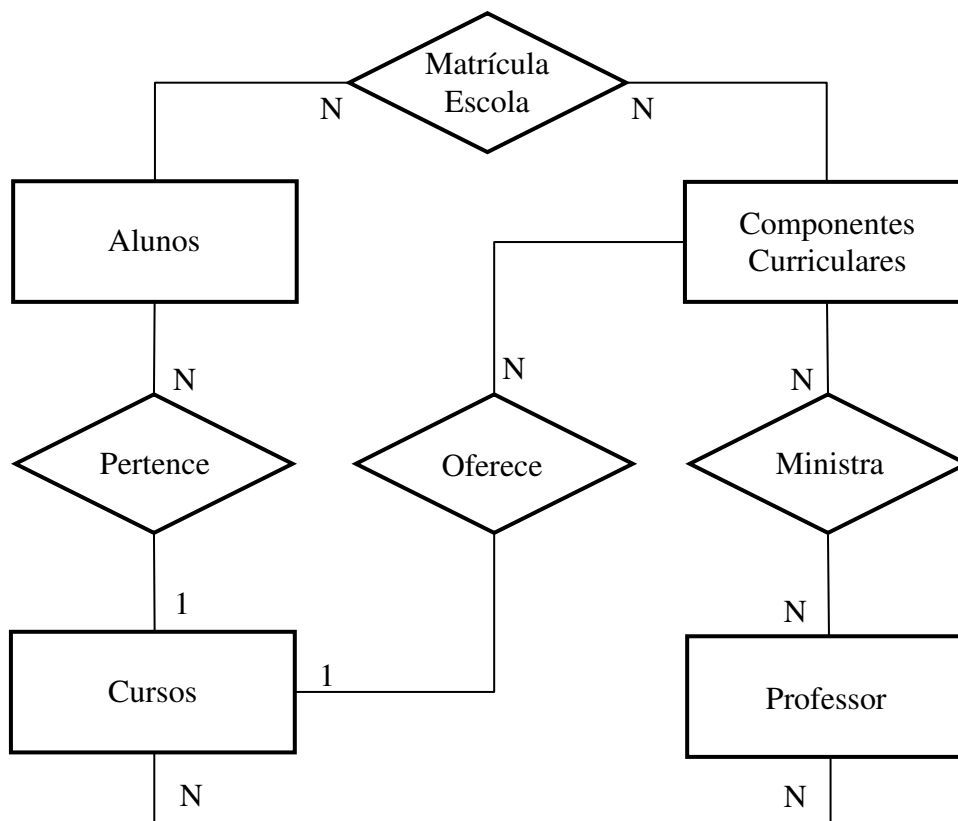 Matrícula
Escola
N
N
Alunos
Componentes
Curriculares
N
N
N
Pertence
Oferece
Ministra
1
N
Cursos
1
Professor
N
N